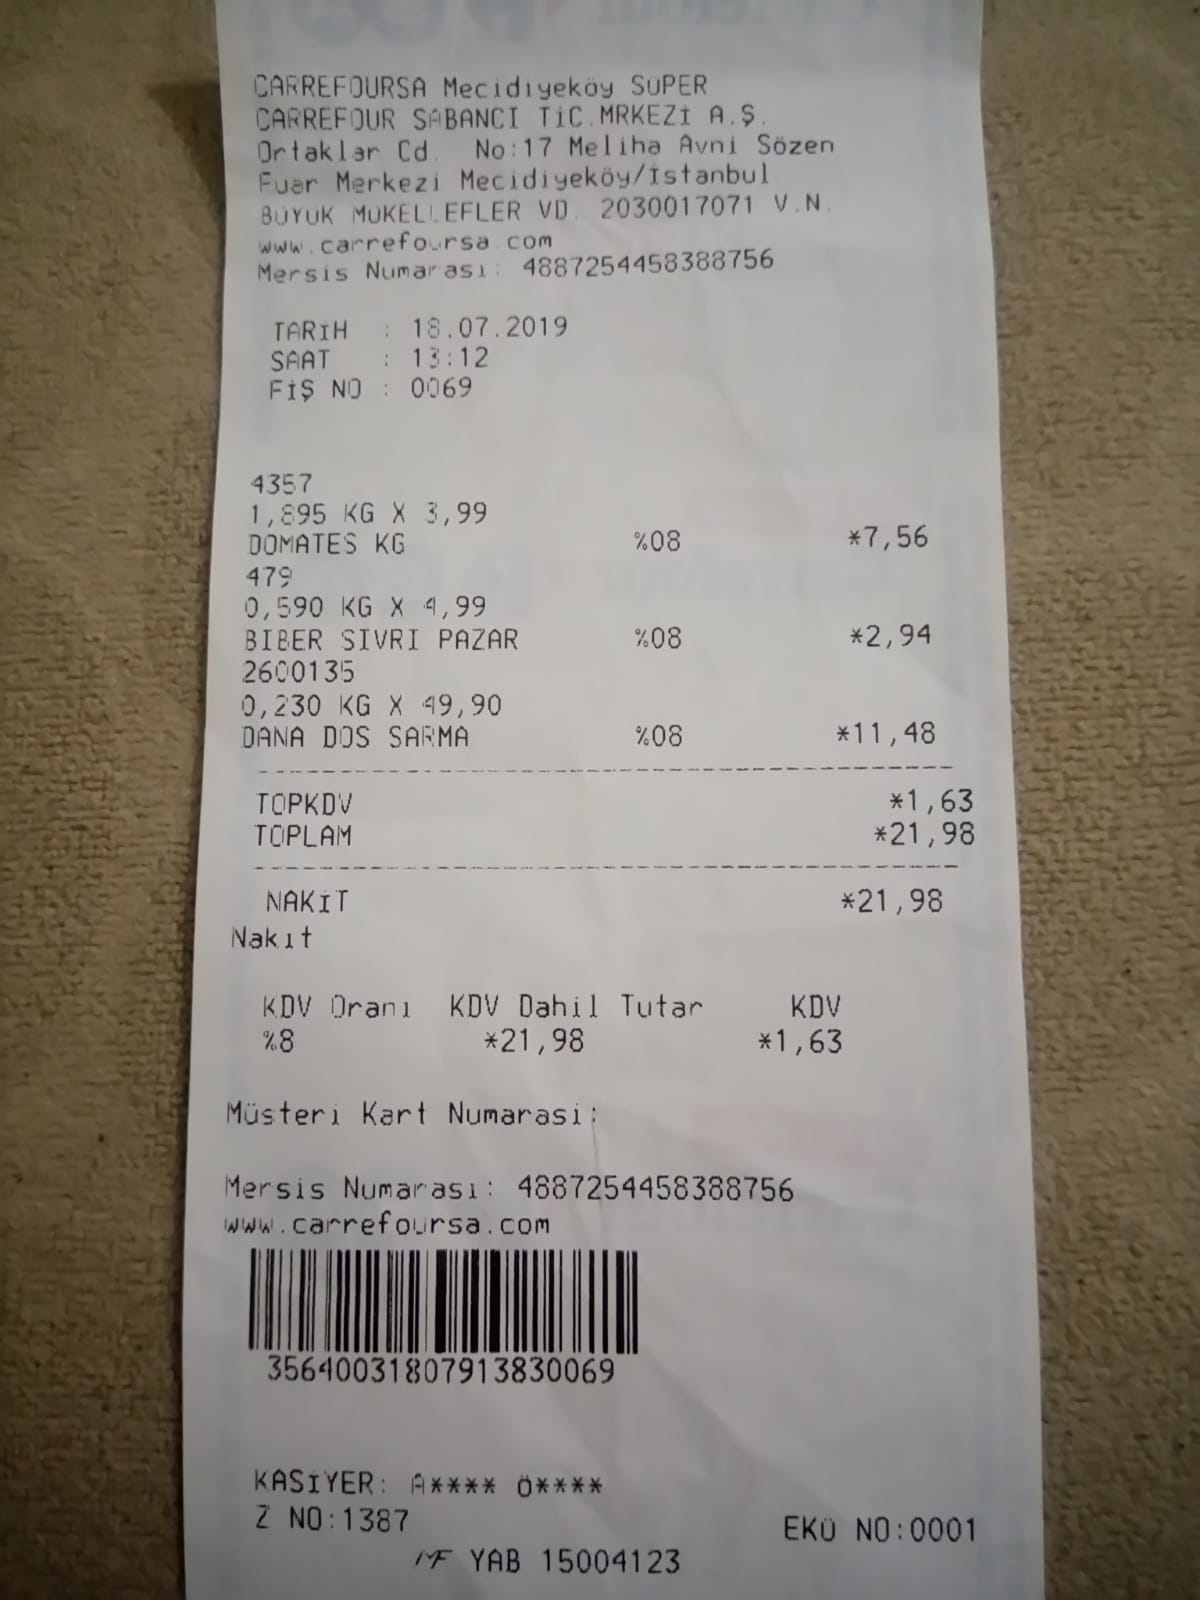 CARREFOURSA Mecidiyeköy SÜPER
CARREFOUR SABANCI TİC.MRKEZİ A.Ş.
Ortaklar Cd. No:17 Meliha Avni Sözen
Fuar Merkezi Mecidiyeköy/İstanbul
BÜYÜK MÜKELLEFLER VD. 2030017071 V.N.
www.carrefoursa.com
Mersis Numarası: 4887254458388756
TARİH : 18.07.2019
SAAT : 13:12
FİŞ NO : 0069
4357
1,895 KG X 3,99
DOMATES KG %08 *7,56
479
0,590 KG X 4,99
BIBER SIVRI PAZAR %08 *2,94
2600135
0,230 KG X 49,90
DANA DOS SARMA %08 *11,48
TOPKDV *1,63
TOPLAM *21,98
NAKİT *21,98
Nakıt
KDV Oranı KDV Dahil Tutar KDV
%8 *21,98 *1,63
Müsteri Kart Numarasi:
Mersis Numarası: 4887254458388756
www.carrefoursa.com
35640031807913830069
KASİYER: A**** Ö****
Z NO:1387 EKÜ NO:0001
MF YAB 15004123